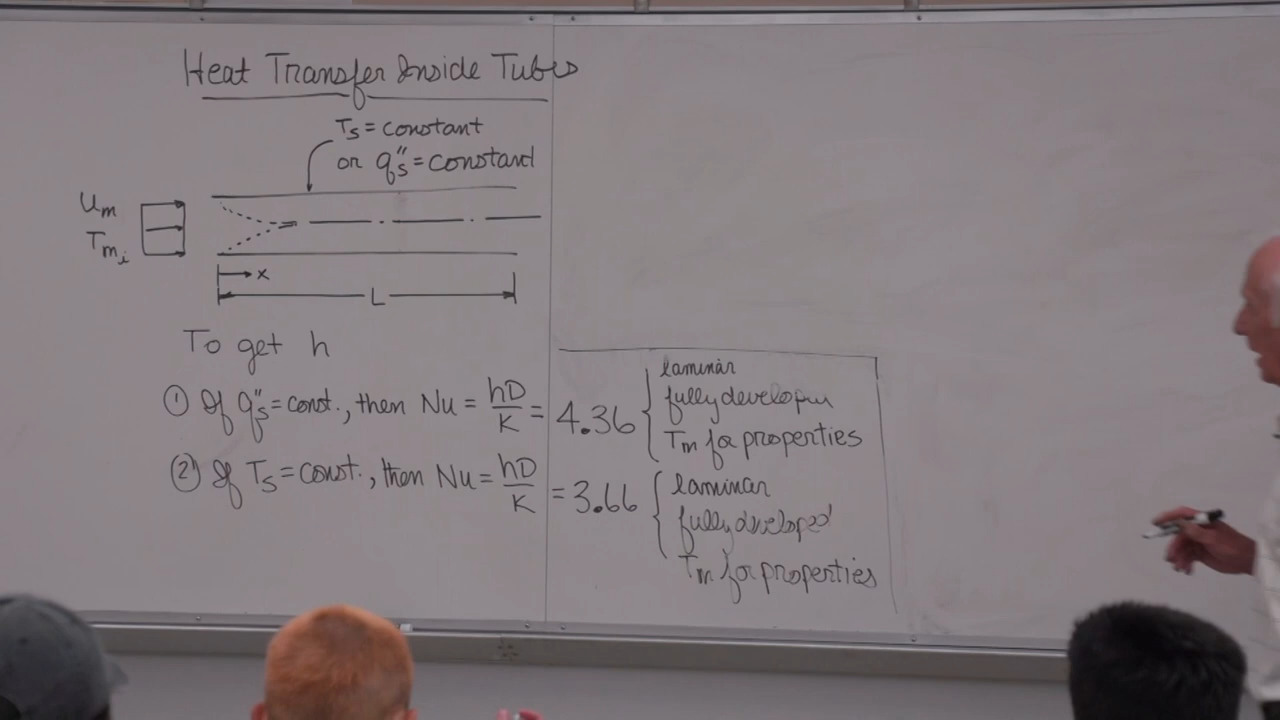 Heat Transfer Inside Tubes
Ts = constant
or q"s = constant
Um
Tmi
x
L
To get h
① If q"s = const., then Nu = hD/K = 4.36 { laminar
fully developed
Tm for properties
② If Ts = const., then Nu = hD/K = 3.66 { laminar
fully developed
Tm for properties